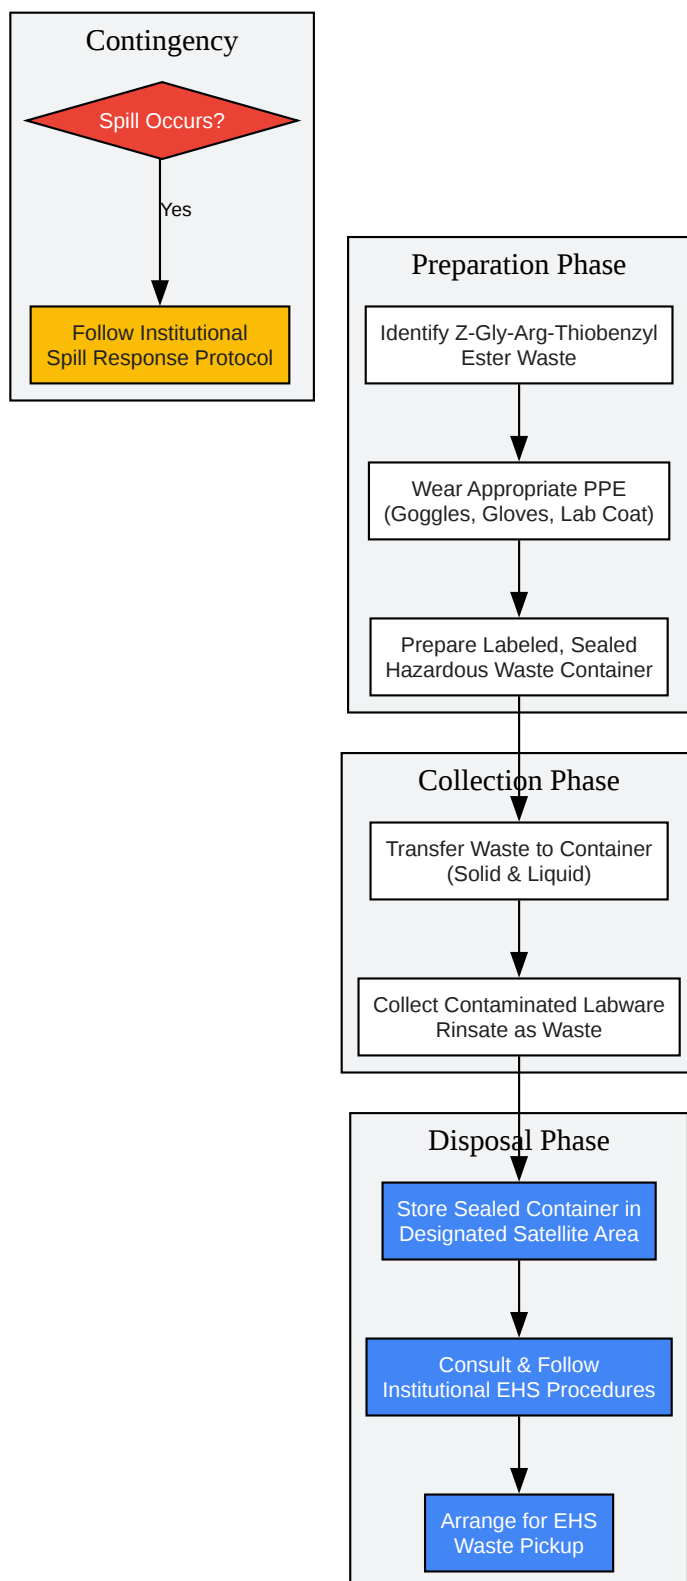 Contingency
Spill Occurs?
Yes
Follow Institutional
Spill Response Protocol
Preparation Phase
Identify Z-Gly-Arg-Thiobenzyl
Ester Waste
Wear Appropriate PPE
(Goggles, Gloves, Lab Coat)
Prepare Labeled, Sealed
Hazardous Waste Container
Collection Phase
Transfer Waste to Container
(Solid & Liquid)
Collect Contaminated Labware
Rinsate as Waste
Disposal Phase
Store Sealed Container in
Designated Satellite Area
Consult & Follow
Institutional EHS Procedures
Arrange for EHS
Waste Pickup